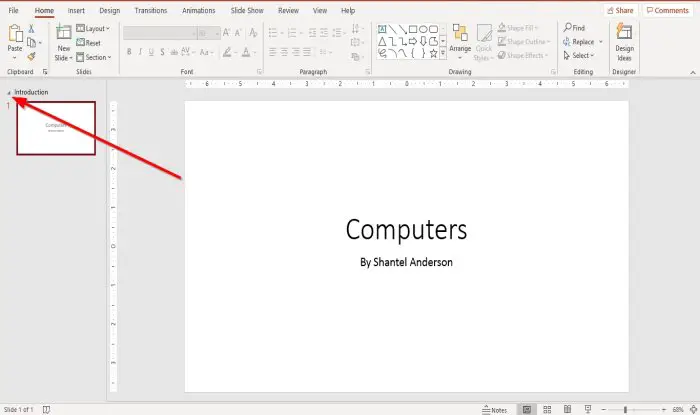 File Home Insert Design Transitions Animations Slide Show Review View Help Share Comments
Paste New Slide Layout Reset Section B I U S Aa A Arrange Quick Styles Shape Fill Shape Outline Shape Effects Find Replace Select Design Ideas
Clipboard Slides Font Paragraph Drawing Editing Designer
Introduction
1
Computers
Computers
By Shantel Anderson
Slide 1 of 1 Notes 68%